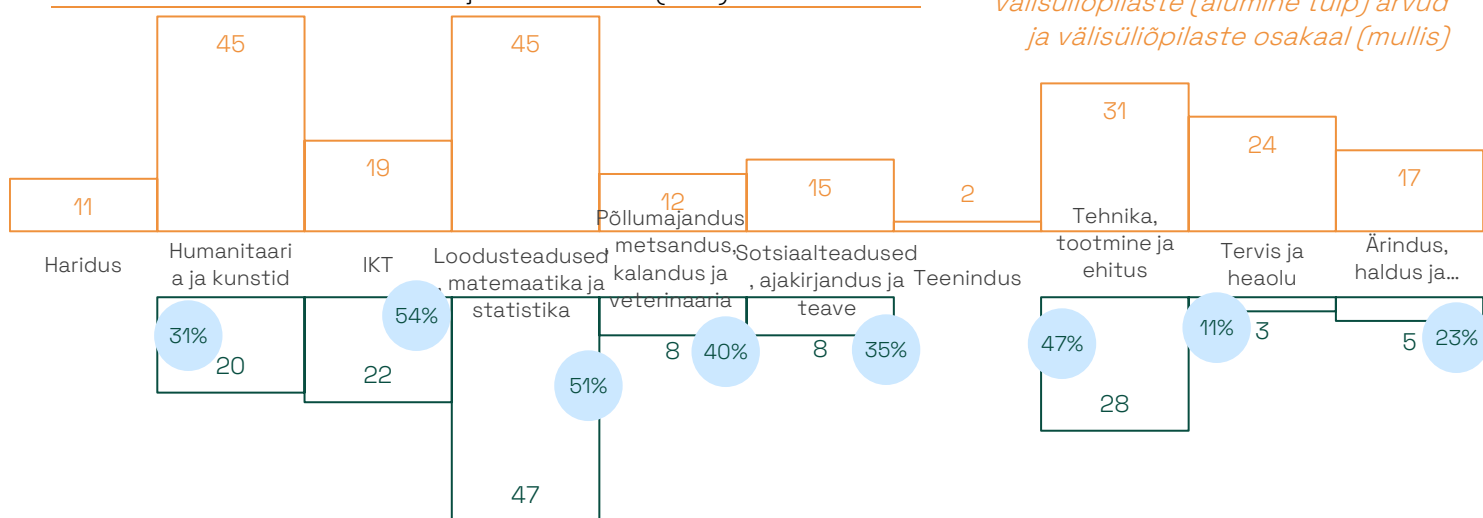 välisüliõpilaste (alumine tulp) arvud
ja välisüliõpilaste osakaal (mullis)
45
45
31
24
19
17
15
12
11
2
Haridus
Humanitaari
a ja kunstid
IKT
Loodusteadused
, matemaatika ja
statistika
Põllumajandus
, metsandus,
kalandus ja
veterinaaria
Sotsiaalteadused
, ajakirjandus ja
teave
Teenindus
Tehnika,
tootmine ja
ehitus
Tervis ja
heaolu
Ärindus,
haldus ja...
31%
20
54%
22
51%
47
8
40%
8
35%
47%
28
11%
3
5
23%